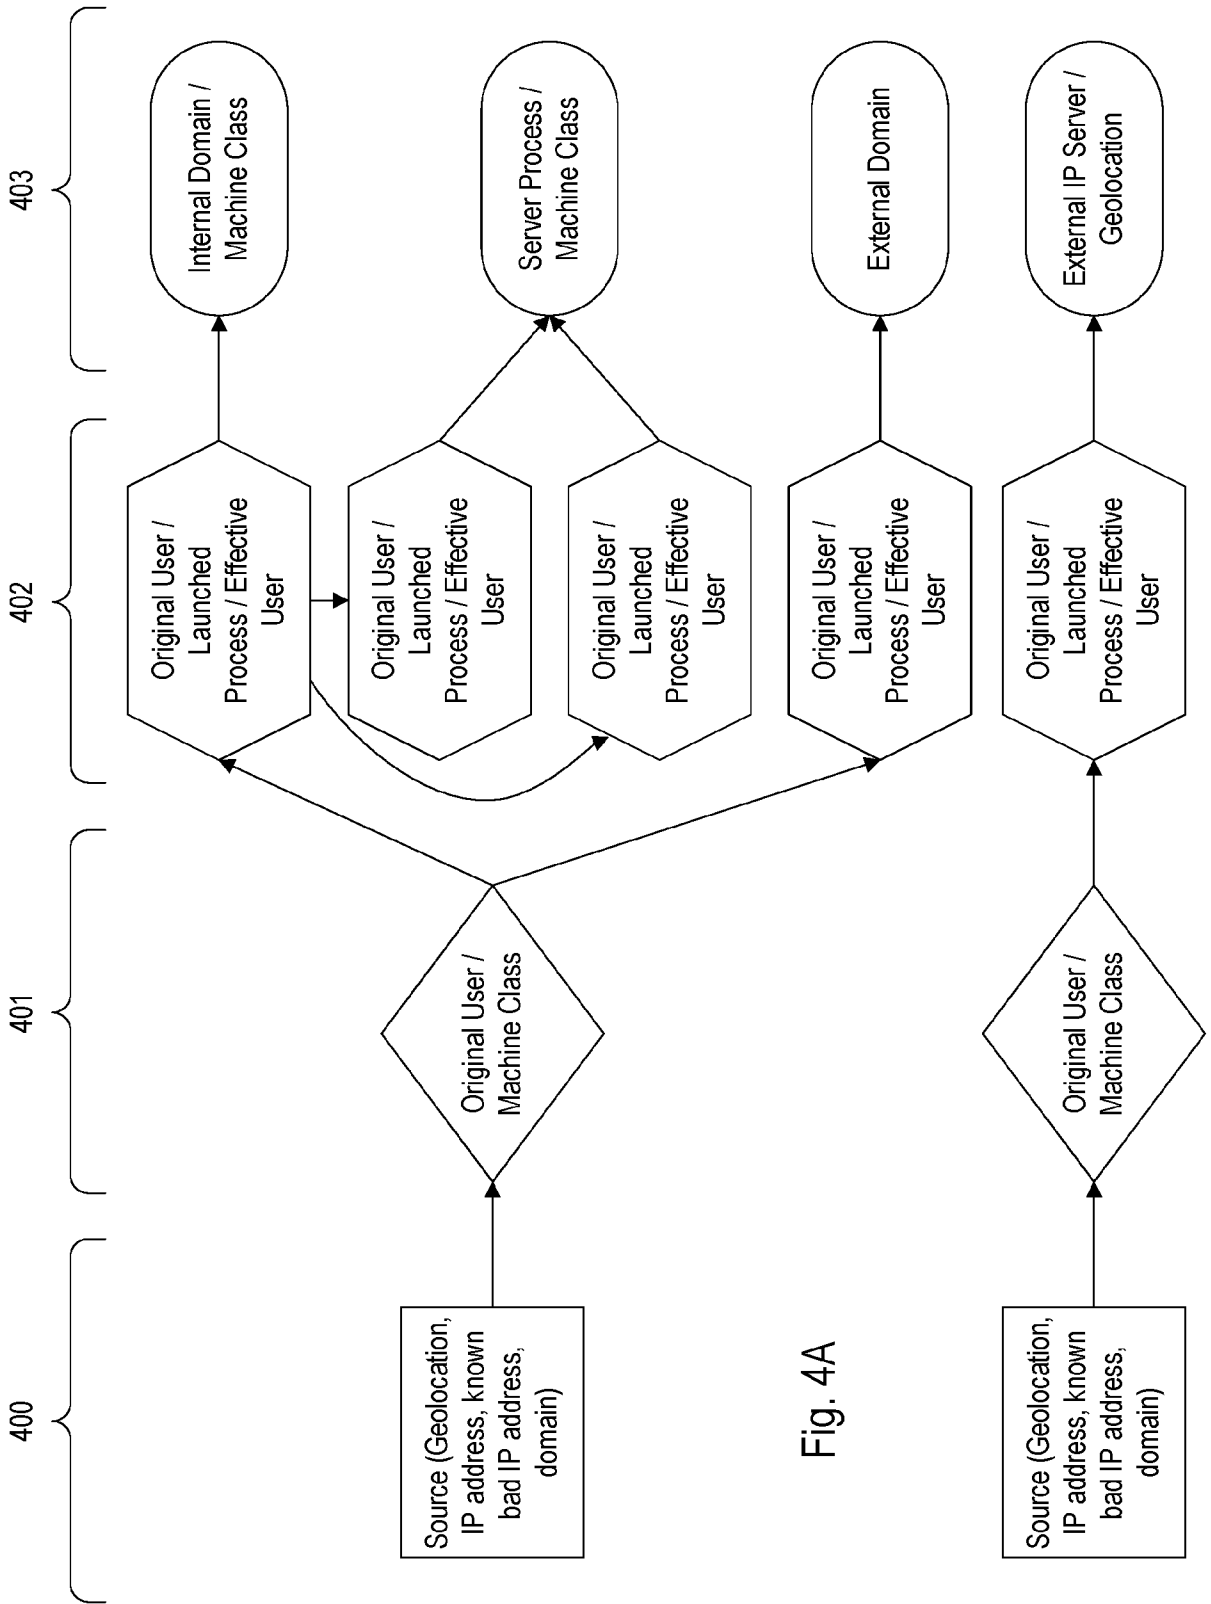 400
401
402
403
Source (Geolocation,
IP address, known
bad IP address,
domain)
Original User /
Machine Class
Original User /
Launched
Process / Effective
User
Internal Domain /
Machine Class
Original User /
Launched
Process / Effective
User
Server Process /
Machine Class
Original User /
Launched
Process / Effective
User
Original User /
Launched
Process / Effective
User
External Domain
Source (Geolocation,
IP address, known
bad IP address,
domain)
Original User /
Machine Class
Original User /
Launched
Process / Effective
User
External IP Server /
Geolocation
Fig. 4A